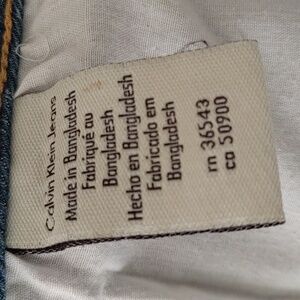 Calvin Klein Jeans
Made in Bangladesh
Fabriqué au
Bangladesh
Hecho en Bangladesh
Fabricado em
Bangladesh
rn 36543
ca 50900